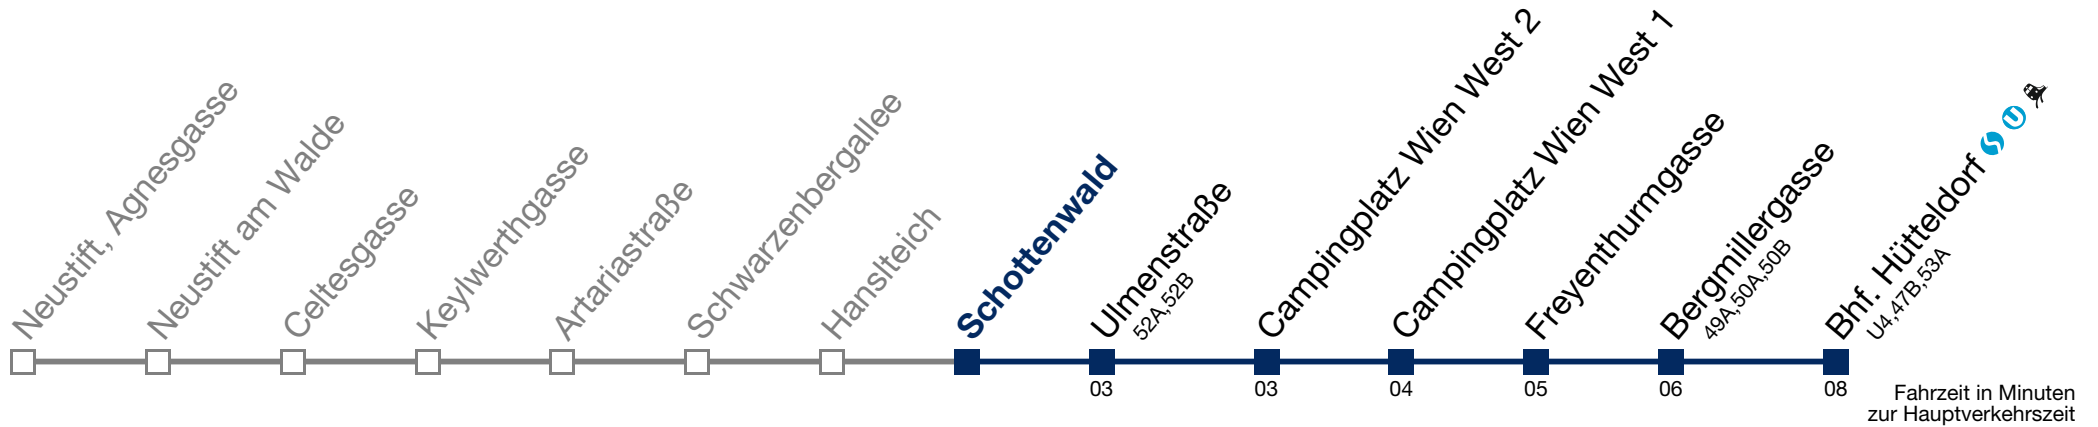 Neustift, Agnesgasse
Neustift am Walde
Celtesgasse
Keylwerthgasse
Artariastraße
Schwarzenbergallee
Hanslteich
Schottenwald
Ulmenstraße
52A,52B
Campingplatz Wien West 2
Campingplatz Wien West 1
Freyenthurmgasse
Bergmillergasse
49A,50A,50B
Bhf. Hütteldorf S U
U4,47B,53A
03
03
04
05
06
08
Fahrzeit in Minuten
zur Hauptverkehrszeit